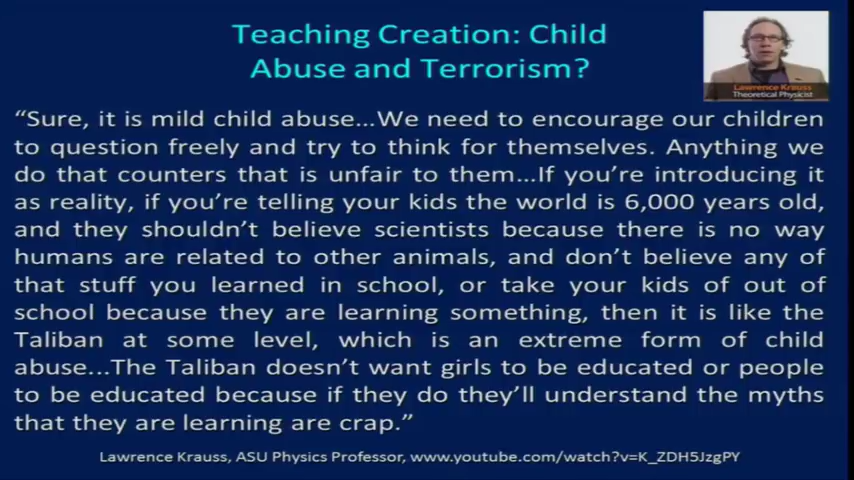 Teaching Creation: Child
Abuse and Terrorism?
Lawrence Krauss
Theoretical Physicist
“Sure, it is mild child abuse...We need to encourage our children
to question freely and try to think for themselves. Anything we
do that counters that is unfair to them...If you’re introducing it
as reality, if you’re telling your kids the world is 6,000 years old,
and they shouldn’t believe scientists because there is no way
humans are related to other animals, and don’t believe any of
that stuff you learned in school, or take your kids of out of
school because they are learning something, then it is like the
Taliban at some level, which is an extreme form of child
abuse...The Taliban doesn’t want girls to be educated or people
to be educated because if they do they’ll understand the myths
that they are learning are crap.”
Lawrence Krauss, ASU Physics Professor, www.youtube.com/watch?v=K_ZDH5JzgPY